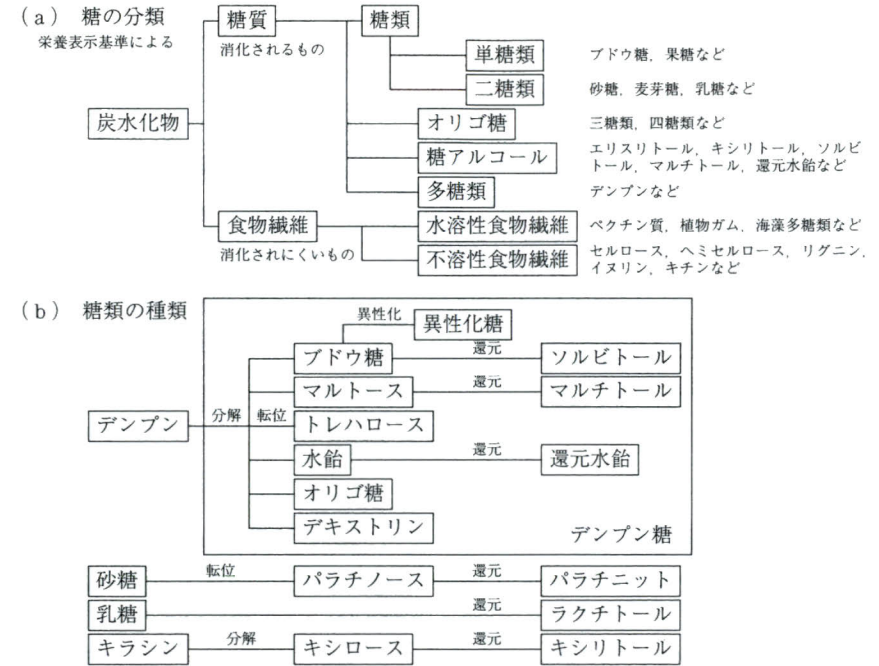 (a) 糖の分類
栄養表示基準による
糖質
消化されるもの
糖類
単糖類 ブドウ糖，果糖など
二糖類 砂糖，麦芽糖，乳糖など
炭水化物
オリゴ糖 三糖類，四糖類など
糖アルコール エリスリトール，キシリトール，ソルビ
トール，マルチトール，還元水飴など
多糖類 デンプンなど
食物繊維
消化されにくいもの
水溶性食物繊維 ペクチン質，植物ガム，海藻多糖類など
不溶性食物繊維 セルロース，ヘミセルロース，リグニン，
イヌリン，キチンなど
(b) 糖類の種類
異性化 異性化糖
ブドウ糖 還元 ソルビトール
マルトース 還元 マルチトール
デンプン 分解 転位 トレハロース
水飴 還元 還元水飴
オリゴ糖
デキストリン
デンプン糖
砂糖 転位 パラチノース 還元 パラチニット
乳糖 還元 ラクチトール
キラシン 分解 キシロース 還元 キシリトール